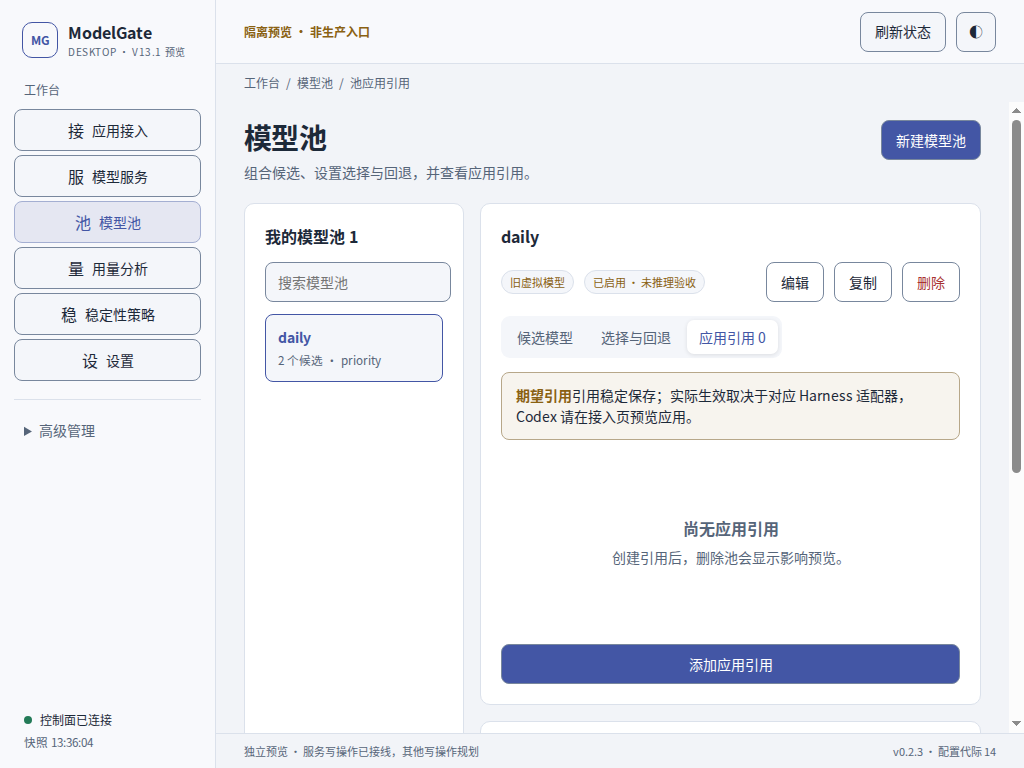 MG
ModelGate
DESKTOP · V13.1 预览
工作台
接 应用接入
服 模型服务
池 模型池
量 用量分析
稳 稳定性策略
设 设置
▶ 高级管理
控制面已连接
快照 13:36:04
隔离预览 · 非生产入口
刷新状态
工作台 / 模型池 / 池应用引用
模型池
组合候选、设置选择与回退，并查看应用引用。
新建模型池
我的模型池 1
搜索模型池
daily
2 个候选 · priority
daily
旧虚拟模型
已启用 · 未推理验收
编辑
复制
删除
候选模型
选择与回退
应用引用 0
期望引用引用稳定保存；实际生效取决于对应 Harness 适配器，
Codex 请在接入页预览应用。
尚无应用引用
创建引用后，删除池会显示影响预览。
添加应用引用
独立预览 · 服务写操作已接线，其他写操作规划
v0.2.3 · 配置代际 14